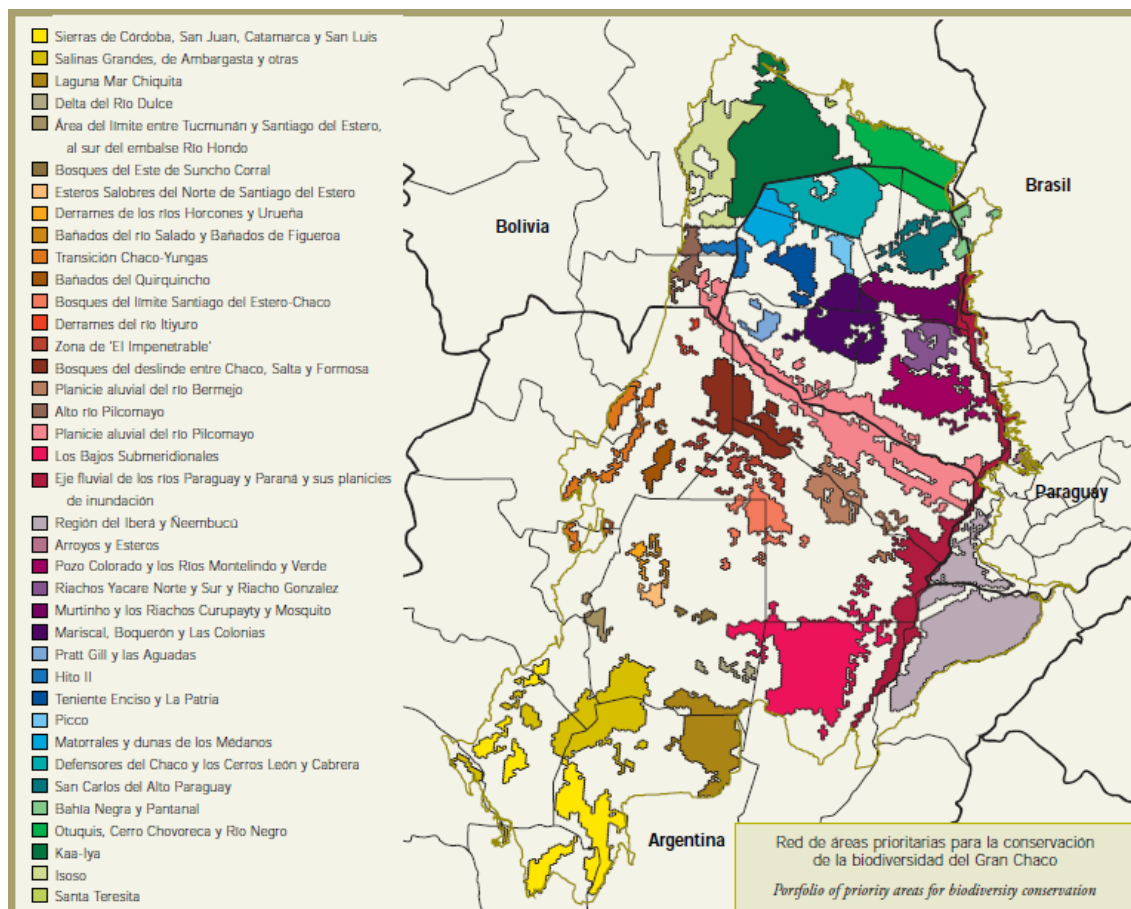 Sierras de Córdoba, San Juan, Catamarca y San Luis
Salinas Grandes, de Ambargasta y otras
Laguna Mar Chiquita
Delta del Río Dulce
Área del límite entre Tucmunán y Santiago del Estero,
al sur del embalse Río Hondo
Bosques del Este de Suncho Corral
Esteros Salobres del Norte de Santiago del Estero
Derrames de los ríos Horcones y Urueña
Bañados del río Salado y Bañados de Figueroa
Transición Chaco-Yungas
Bañados del Quirquincho
Bosques del límite Santiago del Estero-Chaco
Derrames del río Itiyuro
Zona de 'El Impenetrable'
Bosques del deslinde entre Chaco, Salta y Formosa
Planicie aluvial del río Bermejo
Alto río Pilcomayo
Planicie aluvial del río Pilcomayo
Los Bajos Submeridionales
Eje fluvial de los ríos Paraguay y Paraná y sus planicies
de inundación
Región del Iberá y Ñeembucú
Arroyos y Esteros
Pozo Colorado y los Ríos Montelindo y Verde
Riachos Yacare Norte y Sur y Riacho Gonzalez
Murtinho y los Riachos Curupayty y Mosquito
Mariscal, Boquerón y Las Colonias
Pratt Gill y las Aguadas
Hito II
Teniente Enciso y La Patria
Picco
Matorrales y dunas de los Médanos
Defensores del Chaco y los Cerros León y Cabrera
San Carlos del Alto Paraguay
Bahía Negra y Pantanal
Otuquis, Cerro Chovoreca y Río Negro
Kaa-Iya
Isoso
Santa Teresita
Bolivia
Brasil
Paraguay
Argentina
Red de áreas prioritarias para la conservación
de la biodiversidad del Gran Chaco
Portsfolio of priority areas for biodiversity conservation